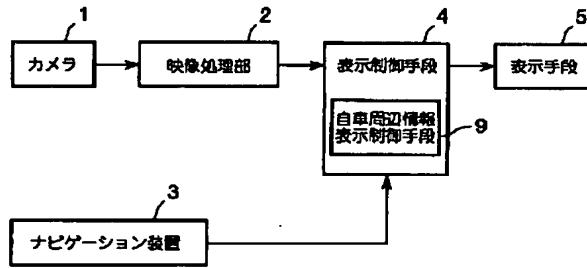 1
カメラ
2
映像処理部
4
表示制御手段
自車周辺情報
表示制御手段
9
5
表示手段
3
ナビゲーション装置